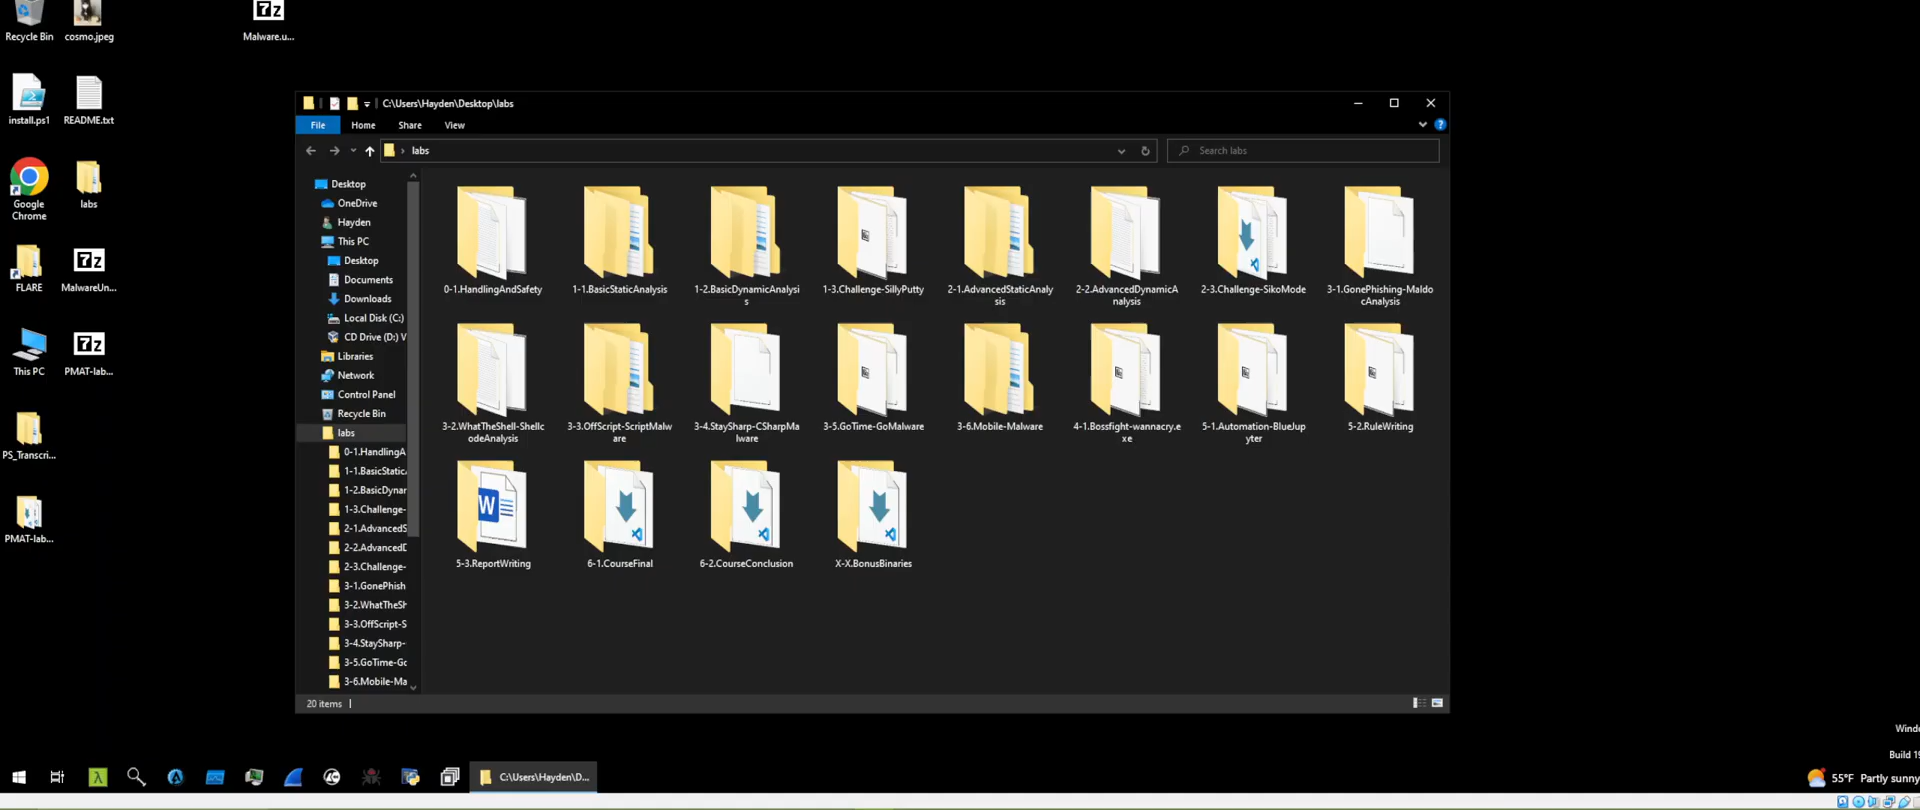 Recycle Bin
cosmo.jpeg
Malware.u...
install.ps1
README.txt
Google
Chrome
labs
FLARE
MalwareUn...
This PC
PMAT-lab...
PS_Transcri...
PMAT-lab...
C:\Users\Hayden\Desktop\labs
File
Home
Share
View
labs
Search labs
Desktop
OneDrive
Hayden
This PC
Desktop
Documents
Downloads
Local Disk (C:)
CD Drive (D:) V
Libraries
Network
Control Panel
Recycle Bin
labs
0-1.HandlingA
1-1.BasicStatic
1-2.BasicDynar
1-3.Challenge-
2-1.AdvancedS
2-2.AdvancedD
2-3.Challenge-
3-1.GonePhish
3-2.WhatTheSh
3-3.OffScript-S
3-4.StaySharp-
3-5.GoTime-Go
3-6.Mobile-Ma
0-1.HandlingAndSafety
1-1.BasicStaticAnalysis
1-2.BasicDynamicAnalysi
s
1-3.Challenge-SillyPutty
2-1.AdvancedStaticAnaly
sis
2-2.AdvancedDynamicA
nalysis
2-3.Challenge-SikoMode
3-1.GonePhishing-Maldo
cAnalysis
3-2.WhatTheShell-Shellc
odeAnalysis
3-3.OffScript-ScriptMalw
are
3-4.StaySharp-CSharpMa
lware
3-5.GoTime-GoMalware
3-6.Mobile-Malware
4-1.Bossfight-wannacry.e
xe
5-1.Automation-BlueJup
yter
5-2.RuleWriting
5-3.ReportWriting
6-1.CourseFinal
6-2.CourseConclusion
X-X.BonusBinaries
20 items
Windo
Build 19
C:\Users\Hayden\D...
55°F Partly sunny